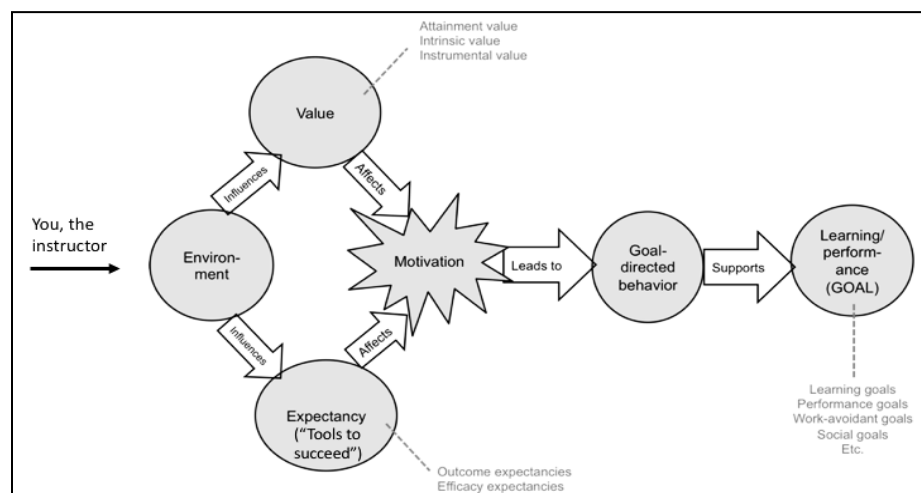 Attainment value
Intrinsic value
Instrumental value
Value
Influences
Affects
You, the
instructor
Environ-
ment
Motivation
Leads to
Goal-
directed
behavior
Supports
Learning/
perform-
ance
(GOAL)
Influences
Affects
Expectancy
(“Tools to
succeed”)
Outcome expectancies
Efficacy expectancies
Learning goals
Performance goals
Work-avoidant goals
Social goals
Etc.